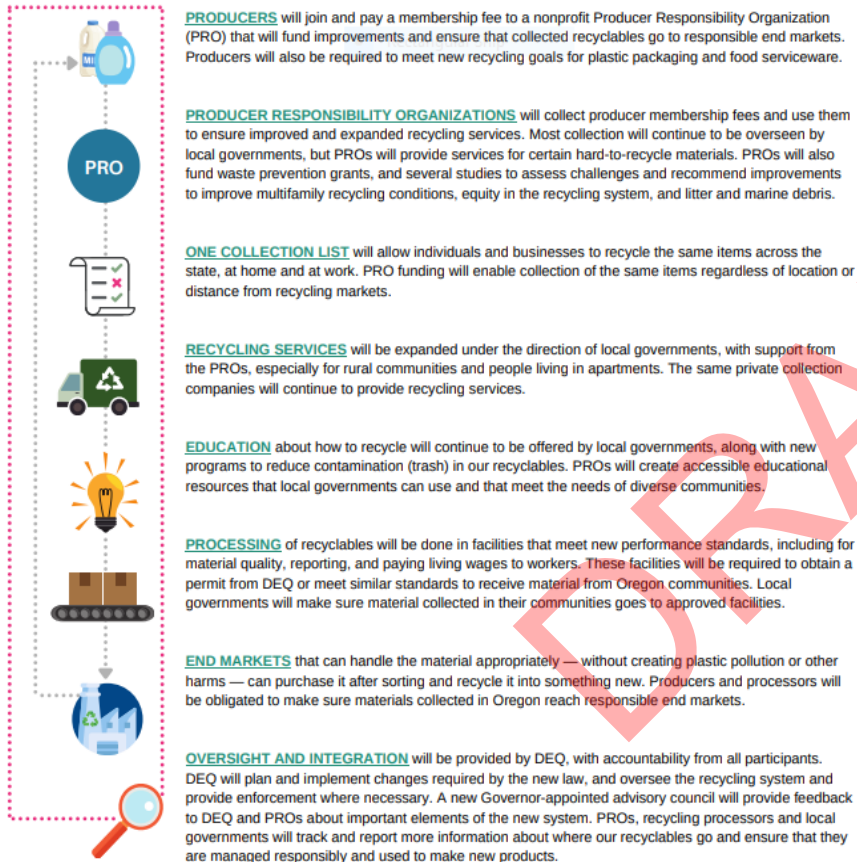 PRODUCERS will join and pay a membership fee to a nonprofit Producer Responsibility Organization
(PRO) that will fund improvements and ensure that collected recyclables go to responsible end markets.
Producers will also be required to meet new recycling goals for plastic packaging and food serviceware.
MI
PRODUCER RESPONSIBILITY ORGANIZATIONS will collect producer membership fees and use them
to ensure improved and expanded recycling services. Most collection will continue to be overseen by
local governments, but PROs will provide services for certain hard-to-recycle materials. PROs will also
fund waste prevention grants, and several studies to assess challenges and recommend improvements
to improve multifamily recycling conditions, equity in the recycling system, and litter and marine debris.
PRO
ONE COLLECTION LIST will allow individuals and businesses to recycle the same items across the
state, at home and at work. PRO funding will enable collection of the same items regardless of location or
distance from recycling markets.
RECYCLING SERVICES will be expanded under the direction of local governments, with support from
the PROs, especially for rural communities and people living in apartments. The same private collection
companies will continue to provide recycling services.
EDUCATION about how to recycle will continue to be offered by local governments, along with new
programs to reduce contamination (trash) in our recyclables. PROs will create accessible educational
resources that local governments can use and that meet the needs of diverse communities.
PROCESSING of recyclables will be done in facilities that meet new performance standards, including for
material quality, reporting, and paying living wages to workers. These facilities will be required to obtain a
permit from DEQ or meet similar standards to receive material from Oregon communities. Local
governments will make sure material collected in their communities goes to approved facilities.
END MARKETS that can handle the material appropriately — without creating plastic pollution or other
harms — can purchase it after sorting and recycle it into something new. Producers and processors will
be obligated to make sure materials collected in Oregon reach responsible end markets.
OVERSIGHT AND INTEGRATION will be provided by DEQ, with accountability from all participants.
DEQ will plan and implement changes required by the new law, and oversee the recycling system and
provide enforcement where necessary. A new Governor-appointed advisory council will provide feedback
to DEQ and PROs about important elements of the new system. PROs, recycling processors and local
governments will track and report more information about where our recyclables go and ensure that they
are managed responsibly and used to make new products.
DRA